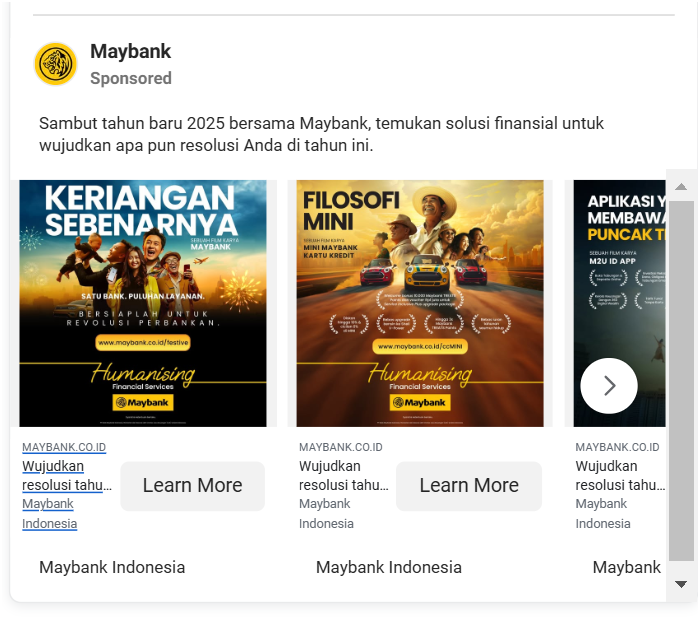 Maybank
Sponsored
Sambut tahun baru 2025 bersama Maybank, temukan solusi finansial untuk
wujudkan apa pun resolusi Anda di tahun ini.
KERIANGAN
SEBENARNYA
SEBUAH FILM KARYA
MAYBANK
SATU BANK. PULUHAN LAYANAN.
BERSIAPLAH UNTUK
REVOLUSI PERBANKAN.
www.maybank.co.id/festive
Humanising
Financial Services
Maybank
FILOSOFI
MINI
SEBUAH FILM KARYA
MINI MAYBANK
KARTU KREDIT
www.maybank.co.id/ccMINI
Humanising
Financial Services
Maybank
APLIKASI Y
MEMBAWA
PUNCAK T
SEBUAH FILM KARYA
M2U ID APP
MAYBANK.CO.ID
Wujudkan
resolusi tahu...
Maybank
Indonesia
Learn More
Maybank Indonesia
MAYBANK.CO.ID
Wujudkan
resolusi tahu...
Maybank
Indonesia
Learn More
Maybank Indonesia
MAYBANK.CO.ID
Wujudkan
resolusi tahu...
Maybank
Indonesia
Maybank